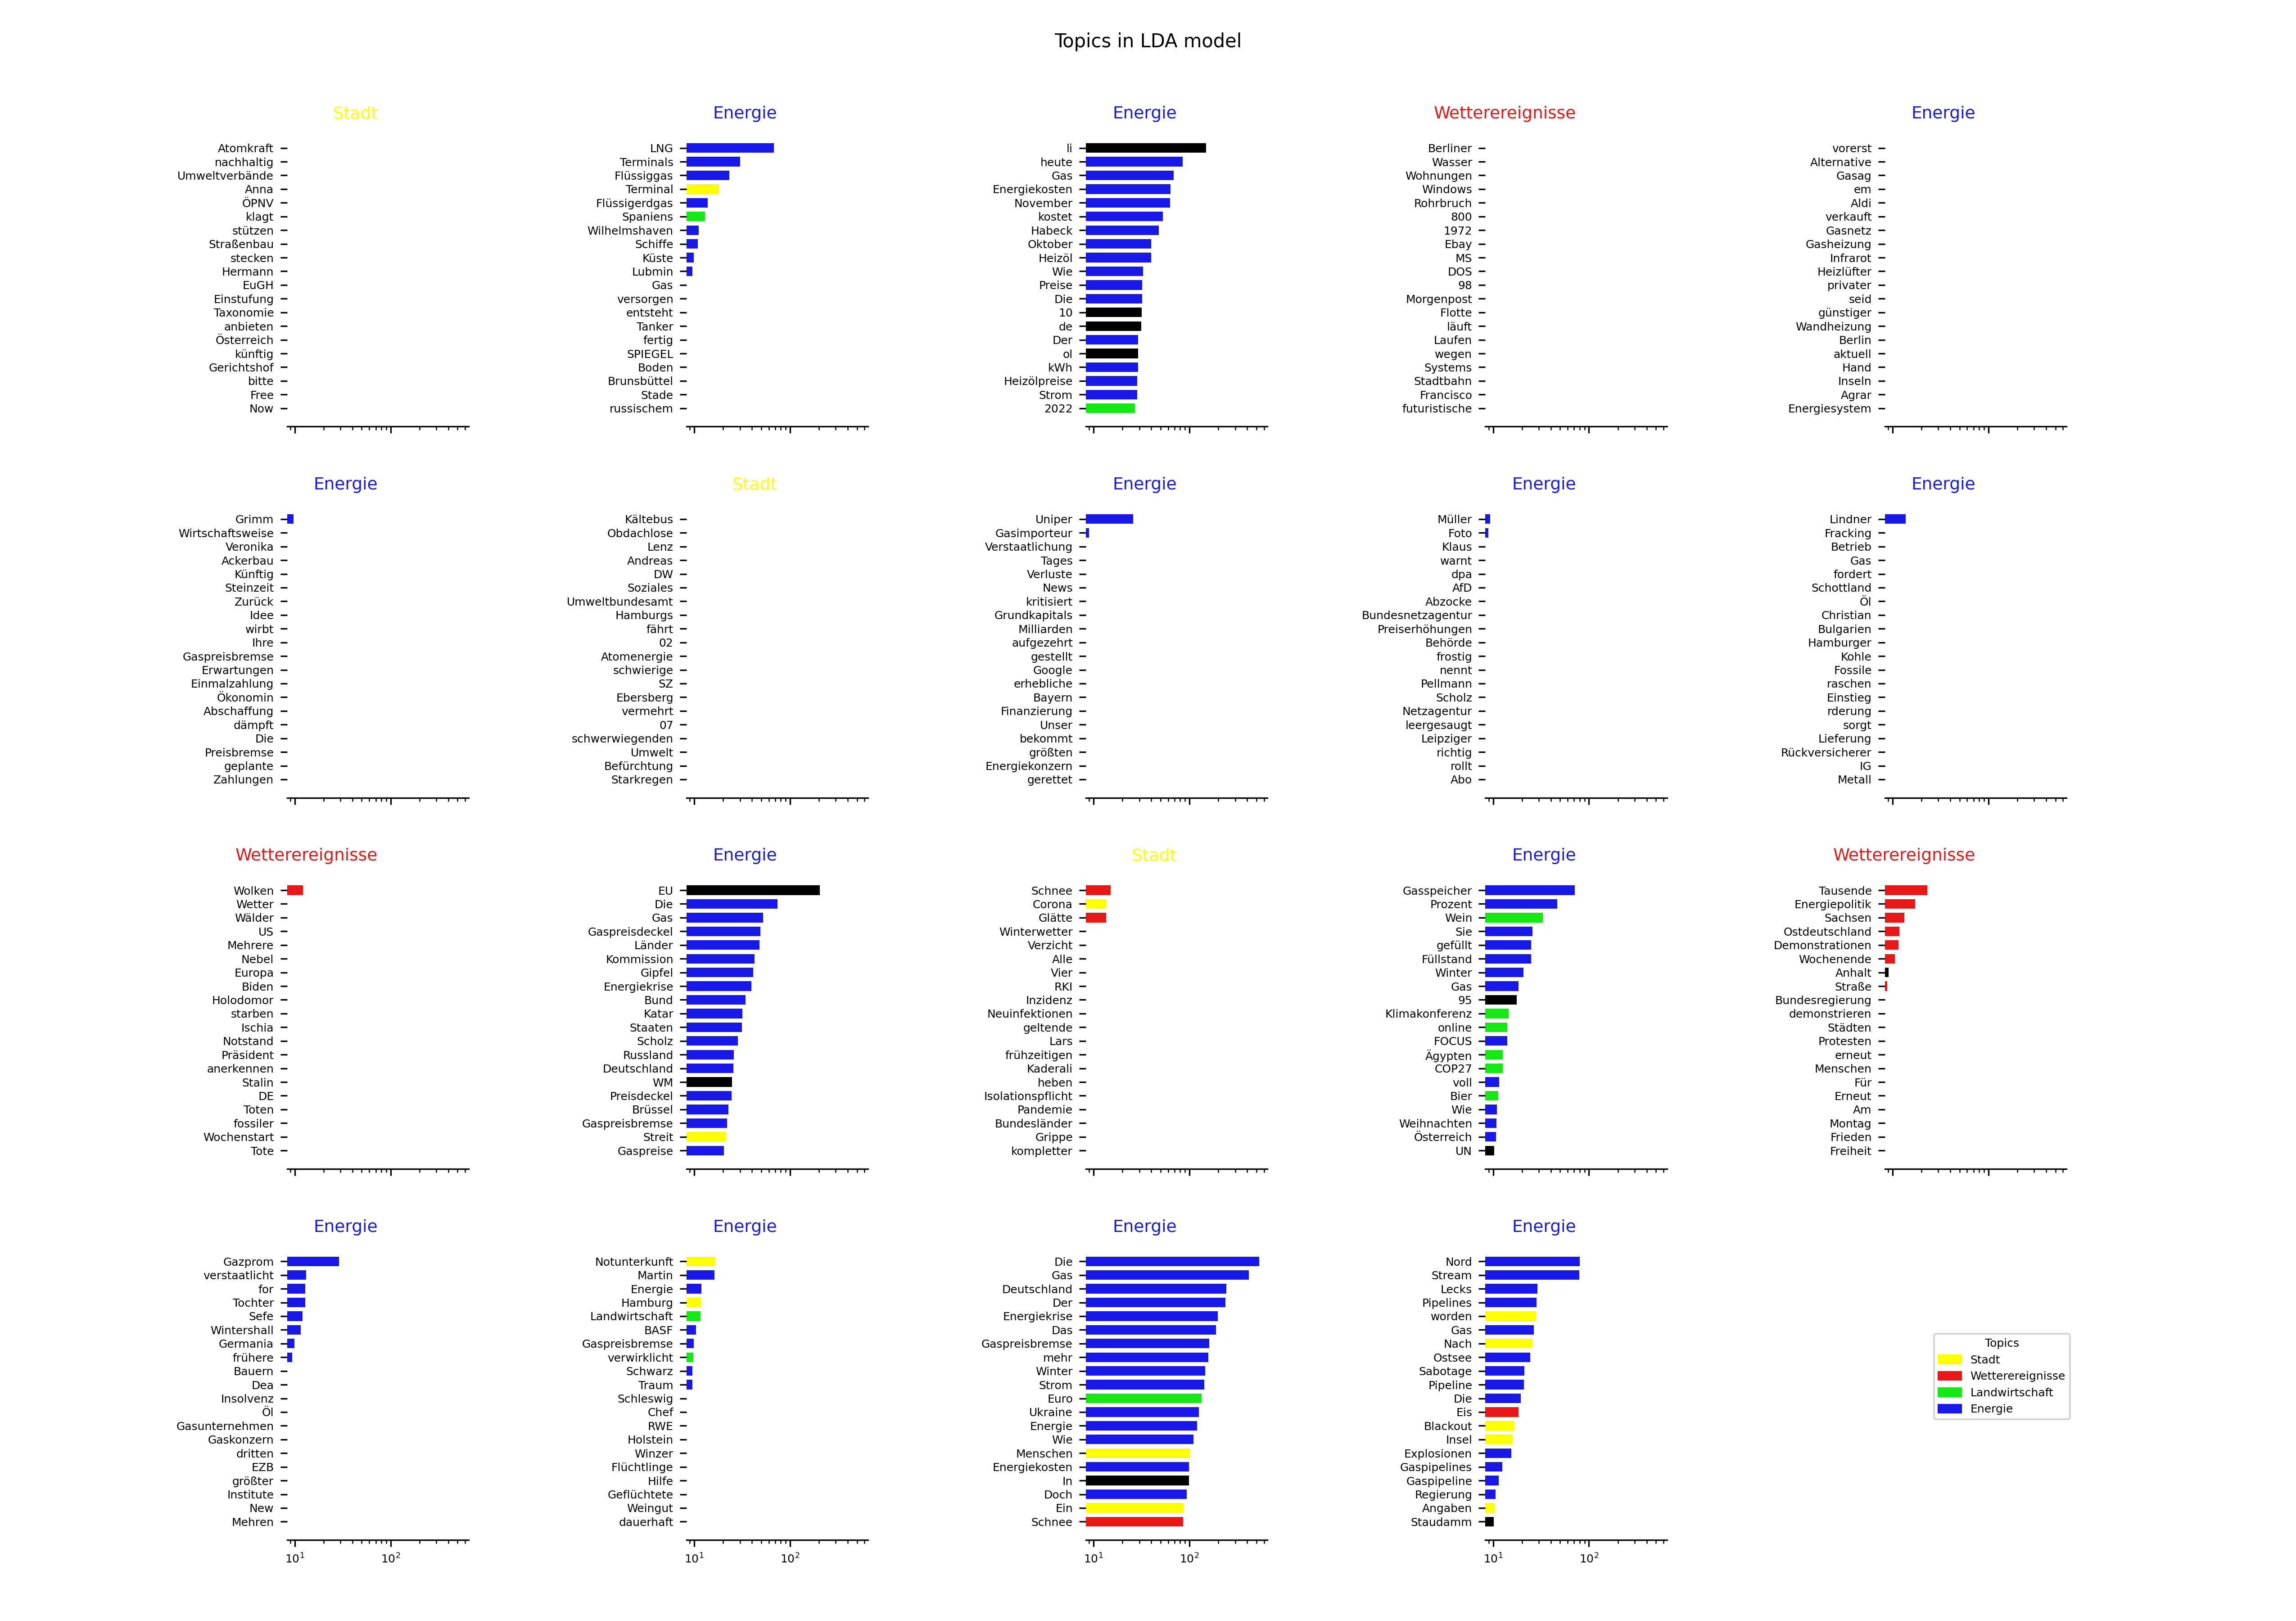 Topics in LDA model
Stadt
Atomkraft
nachhaltig
Umweltverbände
Anna
ÖPNV
klagt
stützen
Straßenbau
stecken
Hermann
EuGH
Einstufung
Taxonomie
anbieten
Österreich
künftig
Gerichtshof
bitte
Free
Now
Energie
LNG
Terminals
Flüssiggas
Terminal
Flüssigerdgas
Spaniens
Wilhelmshaven
Schiffe
Küste
Lubmin
Gas
versorgen
entsteht
Tanker
fertig
SPIEGEL
Boden
Brunsbüttel
Stade
russischem
Energie
li
heute
Gas
Energiekosten
November
kostet
Habeck
Oktober
Heizöl
Wie
Preise
Die
10
de
Der
ol
kWh
Heizölpreise
Strom
2022
Wetterereignisse
Berliner
Wasser
Wohnungen
Windows
Rohrbruch
800
1972
Ebay
MS
DOS
98
Morgenpost
Flotte
läuft
Laufen
wegen
Systems
Stadtbahn
Francisco
futuristische
Energie
vorerst
Alternative
Gasag
em
Aldi
verkauft
Gasnetz
Gasheizung
Infrarot
Heizlüfter
privater
seid
günstiger
Wandheizung
Berlin
aktuell
Hand
Inseln
Agrar
Energiesystem
Energie
Grimm
Wirtschaftsweise
Veronika
Ackerbau
Künftig
Steinzeit
Zurück
Idee
wirbt
Ihre
Gaspreisbremse
Erwartungen
Einmalzahlung
Ökonomin
Abschaffung
dämpft
Die
Preisbremse
geplante
Zahlungen
Stadt
Kältebus
Obdachlose
Lenz
Andreas
DW
Soziales
Umweltbundesamt
Hamburgs
fährt
02
Atomenergie
schwierige
SZ
Ebersberg
vermehrt
07
schwerwiegenden
Umwelt
Befürchtung
Starkregen
Energie
Uniper
Gasimporteur
Verstaatlichung
Tages
Verluste
News
kritisiert
Grundkapitals
Milliarden
aufgezehrt
gestellt
Google
erhebliche
Bayern
Finanzierung
Unser
bekommt
größten
Energiekonzern
gerettet
Energie
Müller
Foto
Klaus
warnt
dpa
AfD
Abzocke
Bundesnetzagentur
Preiserhöhungen
Behörde
frostig
nennt
Pellmann
Scholz
Netzagentur
leergesaugt
Leipziger
richtig
rollt
Abo
Energie
Lindner
Fracking
Betrieb
Gas
fordert
Schottland
Öl
Christian
Bulgarien
Hamburger
Kohle
Fossile
raschen
Einstieg
rderung
sorgt
Lieferung
Rückversicherer
IG
Metall
Wetterereignisse
Wolken
Wetter
Wälder
US
Mehrere
Nebel
Europa
Biden
Holodomor
starben
Ischia
Notstand
Präsident
anerkennen
Stalin
DE
Toten
fossiler
Wochenstart
Tote
Energie
EU
Die
Gas
Gaspreisdeckel
Länder
Kommission
Gipfel
Energiekrise
Bund
Katar
Staaten
Scholz
Russland
Deutschland
WM
Preisdeckel
Brüssel
Gaspreisbremse
Streit
Gaspreise
Stadt
Schnee
Corona
Glätte
Winterwetter
Verzicht
Alle
Vier
RKI
Inzidenz
Neuinfektionen
geltende
Lars
frühzeitigen
Kaderali
heben
Isolationspflicht
Pandemie
Bundesländer
Grippe
kompletter
Energie
Gasspeicher
Prozent
Wein
Sie
gefüllt
Füllstand
Winter
Gas
95
Klimakonferenz
online
FOCUS
Ägypten
COP27
voll
Bier
Wie
Weihnachten
Österreich
UN
Wetterereignisse
Tausende
Energiepolitik
Sachsen
Ostdeutschland
Demonstrationen
Wochenende
Anhalt
Straße
Bundesregierung
demonstrieren
Städten
Protesten
erneut
Menschen
Für
Erneut
Am
Montag
Frieden
Freiheit
Energie
Gazprom
verstaatlicht
for
Tochter
Sefe
Wintershall
Germania
frühere
Bauern
Dea
Insolvenz
Öl
Gasunternehmen
Gaskonzern
dritten
EZB
größter
Institute
New
Mehren
10¹ 10²
Energie
Notunterkunft
Martin
Energie
Hamburg
Landwirtschaft
BASF
Gaspreisbremse
verwirklicht
Schwarz
Traum
Schleswig
Chef
RWE
Holstein
Winzer
Flüchtlinge
Hilfe
Geflüchtete
Weingut
dauerhaft
10¹ 10²
Energie
Die
Gas
Deutschland
Der
Energiekrise
Das
Gaspreisbremse
mehr
Winter
Strom
Euro
Ukraine
Energie
Wie
Menschen
Energiekosten
In
Doch
Ein
Schnee
10¹ 10²
Energie
Nord
Stream
Lecks
Pipelines
worden
Gas
Nach
Ostsee
Sabotage
Pipeline
Die
Eis
Blackout
Insel
Explosionen
Gaspipelines
Gaspipeline
Regierung
Angaben
Staudamm
10¹ 10²
Topics
Stadt
Wetterereignisse
Landwirtschaft
Energie